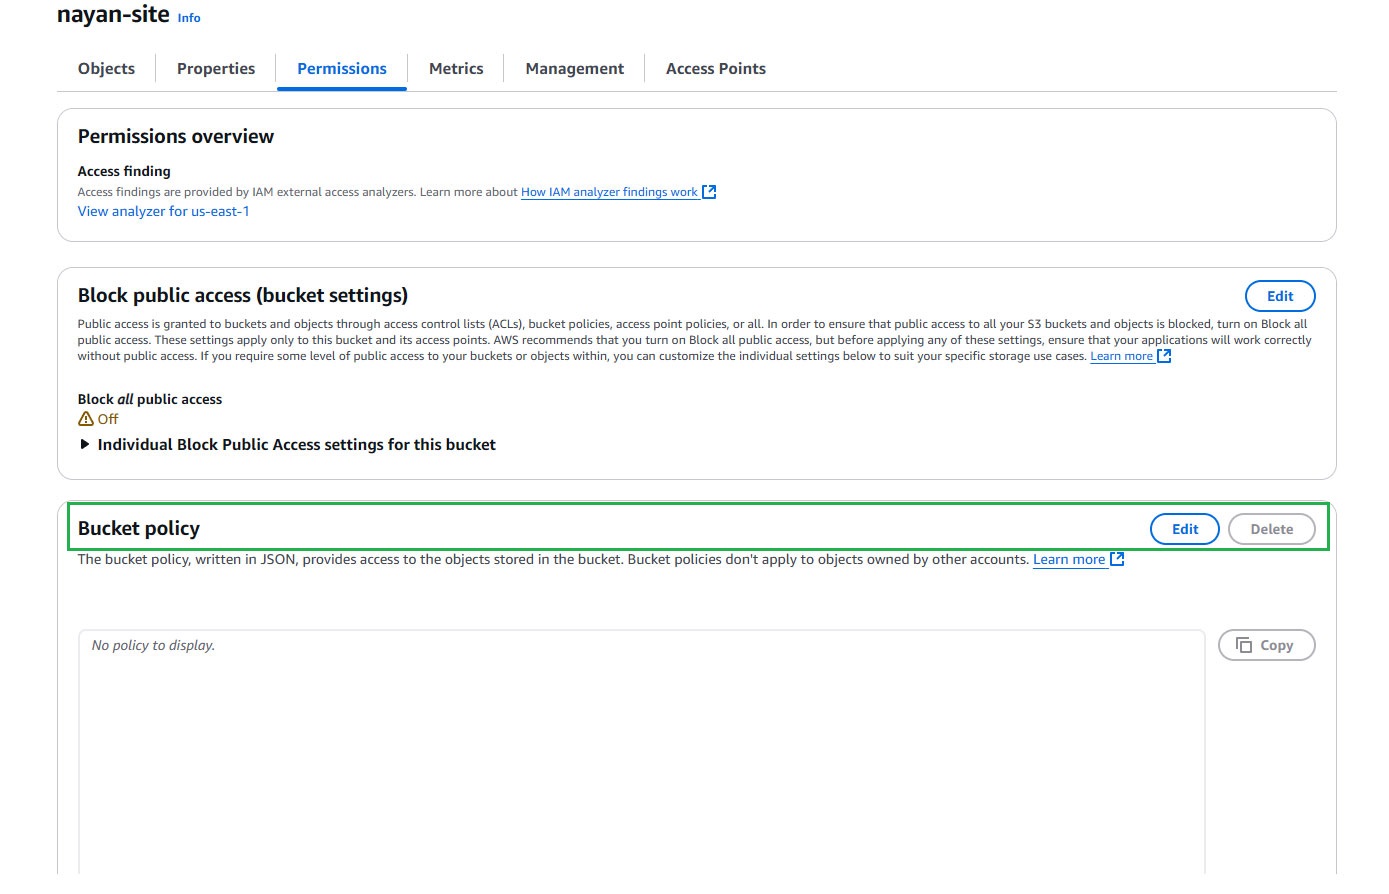 nayan-site Info
Objects Properties Permissions Metrics Management Access Points
Permissions overview
Access finding
Access findings are provided by IAM external access analyzers. Learn more about How IAM analyzer findings work
View analyzer for us-east-1
Block public access (bucket settings) Edit
Public access is granted to buckets and objects through access control lists (ACLs), bucket policies, access point policies, or all. In order to ensure that public access to all your S3 buckets and objects is blocked, turn on Block all
public access. These settings apply only to this bucket and its access points. AWS recommends that you turn on Block all public access, but before applying any of these settings, ensure that your applications will work correctly
without public access. If you require some level of public access to your buckets or objects within, you can customize the individual settings below to suit your specific storage use cases. Learn more
Block all public access
Off
Individual Block Public Access settings for this bucket
Bucket policy Edit Delete
The bucket policy, written in JSON, provides access to the objects stored in the bucket. Bucket policies don't apply to objects owned by other accounts. Learn more
No policy to display. Copy